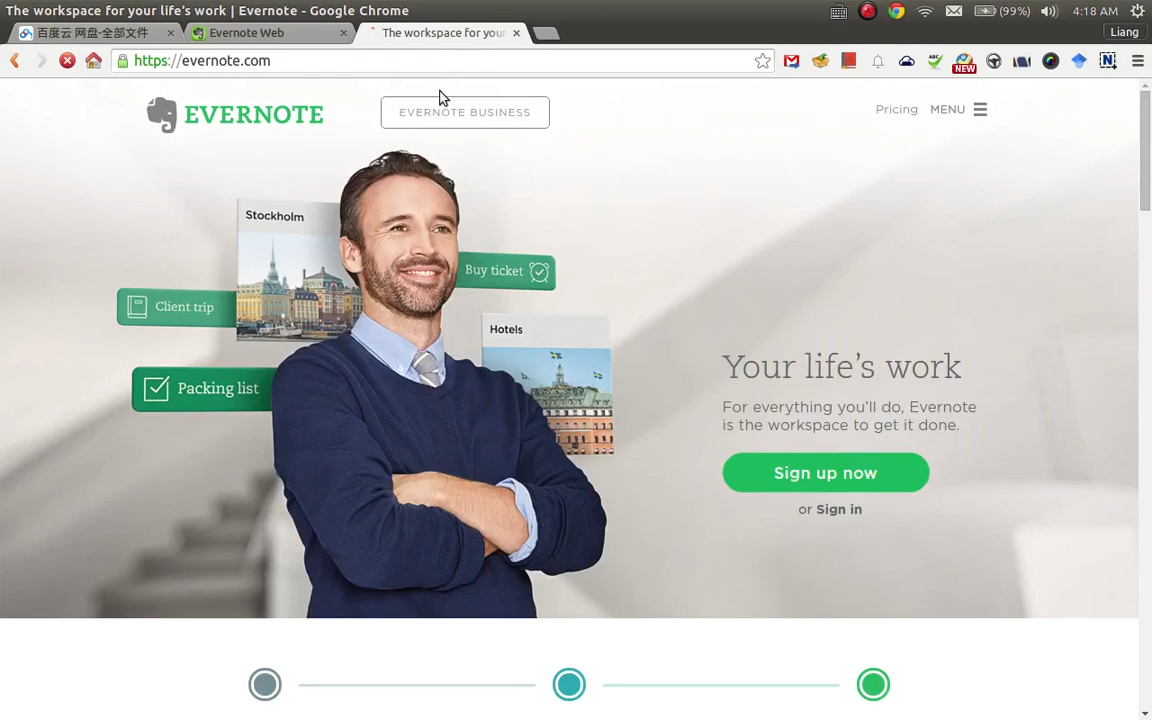 The workspace for your life's work | Evernote - Google Chrome
(99%)
4:18 AM
百度云 网盘-全部文件
Evernote Web
The workspace for your
Liang
https://evernote.com
ABC
NEW
N
EVERNOTE
EVERNOTE BUSINESS
Pricing
MENU
Stockholm
Buy ticket
Client trip
Hotels
Packing list
Your life's work
For everything you'll do, Evernote
is the workspace to get it done.
Sign up now
or Sign in